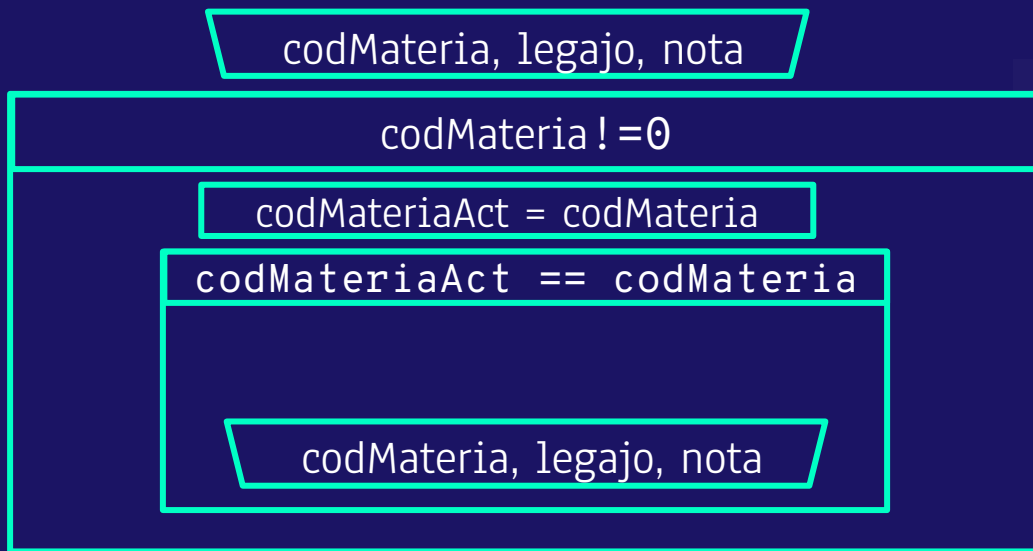 codMateria, legajo, nota
codMateria!=0
codMateriaAct = codMateria
codMateriaAct == codMateria
codMateria, legajo, nota